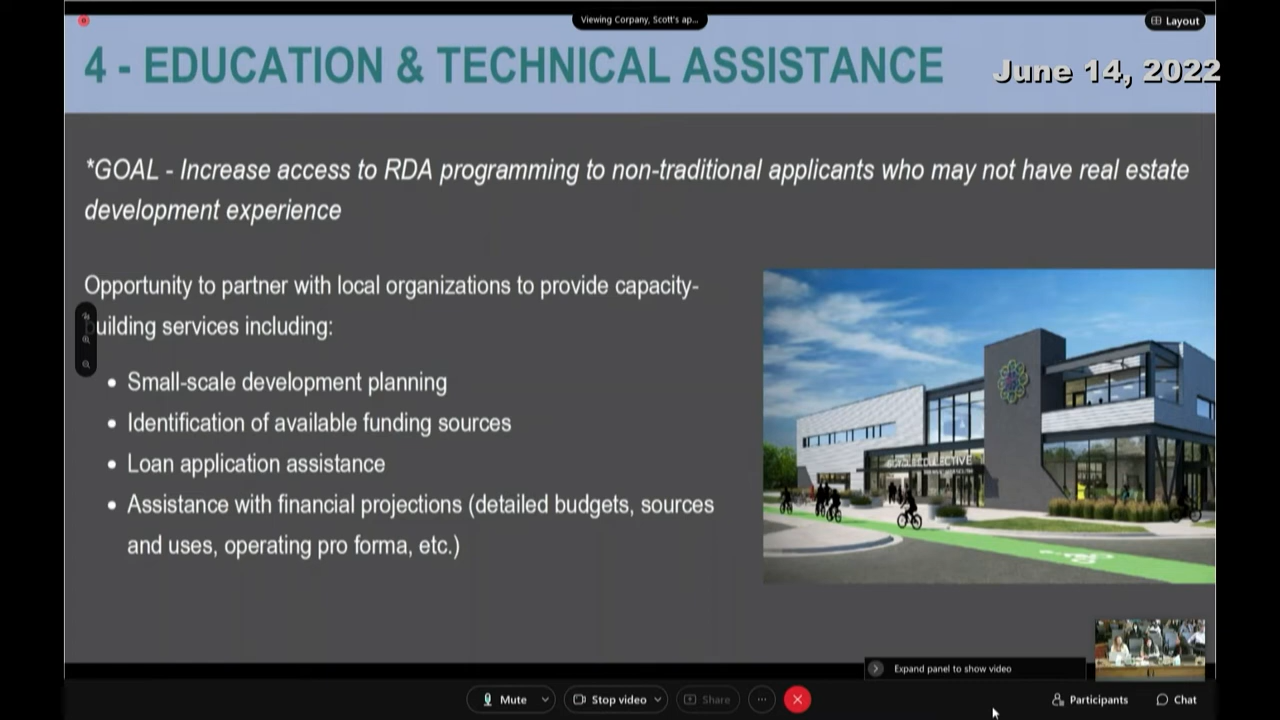 Viewing Corpany, Scott's ap...
Layout
4 - EDUCATION & TECHNICAL ASSISTANCE
June 14, 2022
*GOAL - Increase access to RDA programming to non-traditional applicants who may not have real estate
development experience
Opportunity to partner with local organizations to provide capacity-
uilding services including:
• Small-scale development planning
• Identification of available funding sources
• Loan application assistance
• Assistance with financial projections (detailed budgets, sources
and uses, operating pro forma, etc.)
COLLECTIVE
Expand panel to show video
Mute
Stop video
Share
Participants
Chat